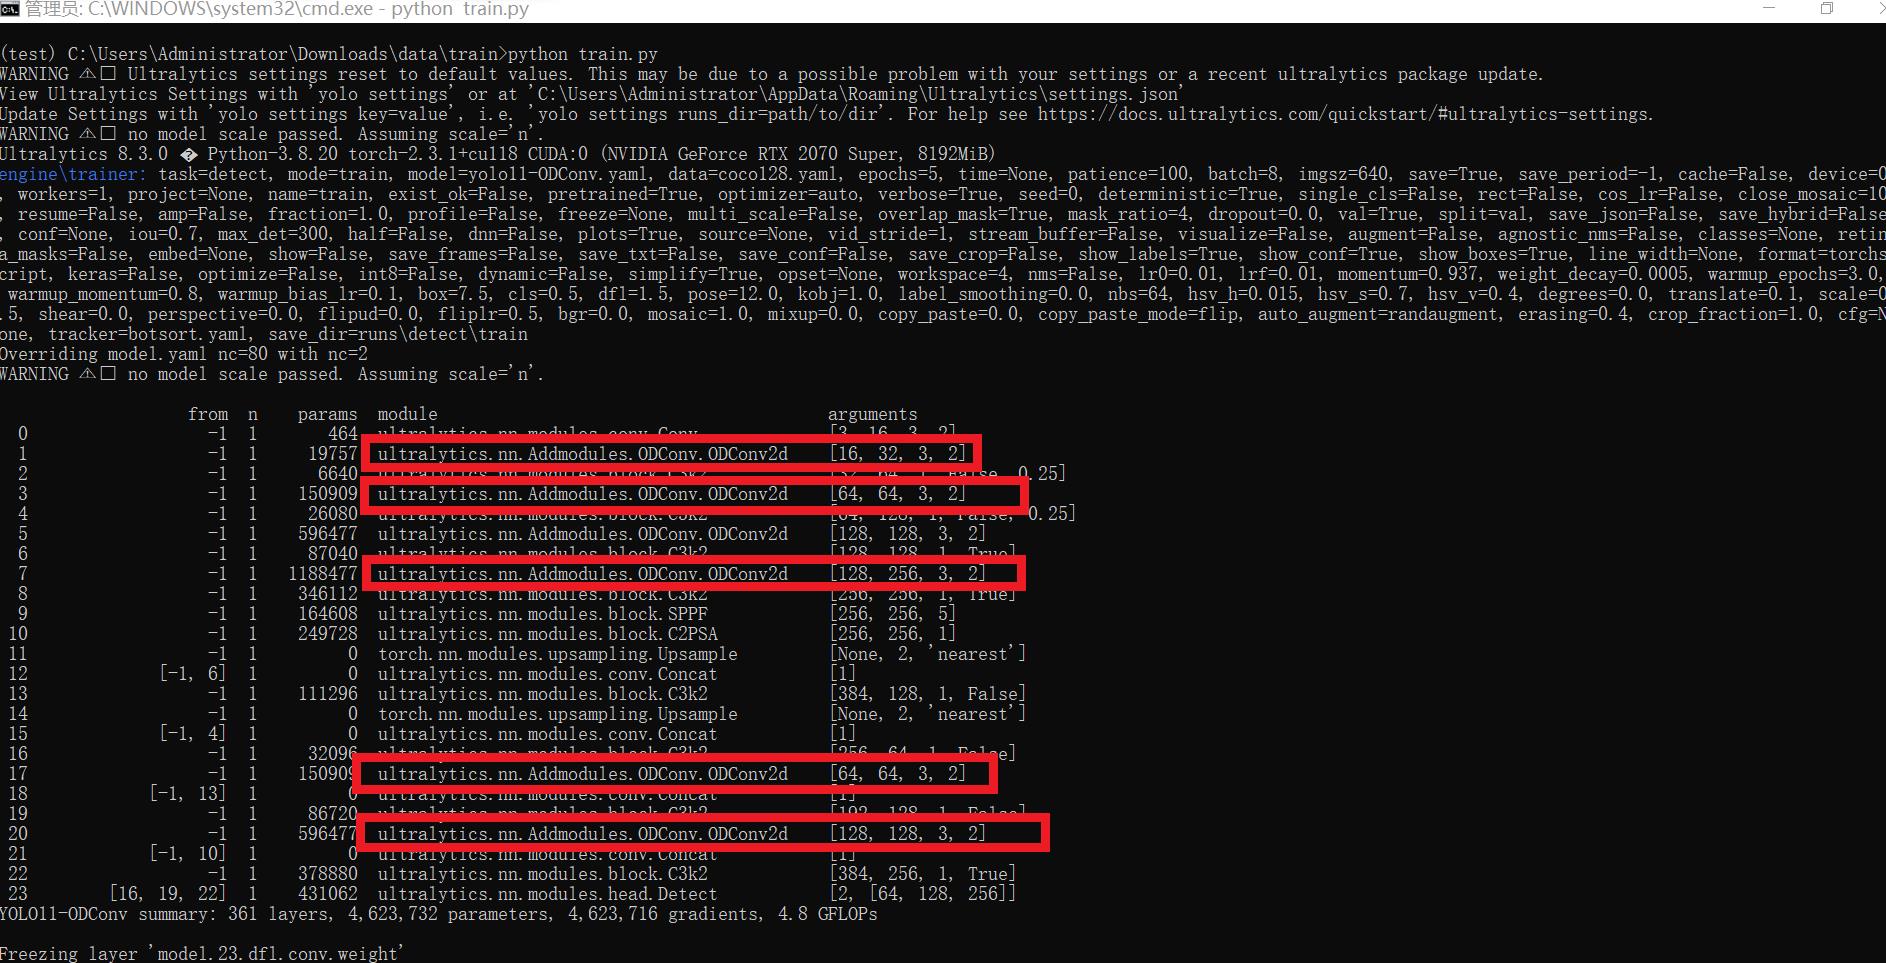 管理员: C:\WINDOWS\system32\cmd.exe - python  train.py
(test) C:\Users\Administrator\Downloads\data\train>python train.py
WARNING ⚠□ Ultralytics settings reset to default values. This may be due to a possible problem with your settings or a recent ultralytics package update.
View Ultralytics Settings with 'yolo settings' or at 'C:\Users\Administrator\AppData\Roaming\Ultralytics\settings.json'
Update Settings with 'yolo settings key=value', i.e. 'yolo settings runs_dir=path/to/dir'. For help see https://docs.ultralytics.com/quickstart/#ultralytics-settings.
WARNING ⚠□ no model scale passed. Assuming scale='n'.
Ultralytics 8.3.0 � Python-3.8.20 torch-2.3.1+cu118 CUDA:0 (NVIDIA GeForce RTX 2070 Super, 8192MiB)
engine\trainer: task=detect, mode=train, model=yolo11-ODConv.yaml, data=coco128.yaml, epochs=5, time=None, patience=100, batch=8, imgsz=640, save=True, save_period=-1, cache=False, device=0
, workers=1, project=None, name=train, exist_ok=False, pretrained=True, optimizer=auto, verbose=True, seed=0, deterministic=True, single_cls=False, rect=False, cos_lr=False, close_mosaic=10
, resume=False, amp=False, fraction=1.0, profile=False, freeze=None, multi_scale=False, overlap_mask=True, mask_ratio=4, dropout=0.0, val=True, split=val, save_json=False, save_hybrid=False
, conf=None, iou=0.7, max_det=300, half=False, dnn=False, plots=True, source=None, vid_stride=1, stream_buffer=False, visualize=False, augment=False, agnostic_nms=False, classes=None, retin
a_masks=False, embed=None, show=False, save_frames=False, save_txt=False, save_conf=False, save_crop=False, show_labels=True, show_conf=True, show_boxes=True, line_width=None, format=torchs
cript, keras=False, optimize=False, int8=False, dynamic=False, simplify=True, opset=None, workspace=4, nms=False, lr0=0.01, lrf=0.01, momentum=0.937, weight_decay=0.0005, warmup_epochs=3.0,
warmup_momentum=0.8, warmup_bias_lr=0.1, box=7.5, cls=0.5, dfl=1.5, pose=12.0, kobj=1.0, label_smoothing=0.0, nbs=64, hsv_h=0.015, hsv_s=0.7, hsv_v=0.4, degrees=0.0, translate=0.1, scale=0
.5, shear=0.0, perspective=0.0, flipud=0.0, fliplr=0.5, bgr=0.0, mosaic=1.0, mixup=0.0, copy_paste=0.0, copy_paste_mode=flip, auto_augment=randaugment, erasing=0.4, crop_fraction=1.0, cfg=N
one, tracker=botsort.yaml, save_dir=runs\detect\train
Overriding model.yaml nc=80 with nc=2
WARNING ⚠□ no model scale passed. Assuming scale='n'.
from  n    params  module                                       arguments
0 -1 1 464 ultralytics.nn.modules.conv.Conv [3, 16, 3, 2]
1 -1 1 19757 ultralytics.nn.Addmodules.ODConv.ODConv2d [16, 32, 3, 2]
2 -1 1 6640 ultralytics.nn.modules.block.C3k2 [32, 64, 1, False, 0.25]
3 -1 1 150909 ultralytics.nn.Addmodules.ODConv.ODConv2d [64, 64, 3, 2]
4 -1 1 26080 ultralytics.nn.modules.block.C3k2 [64, 128, 1, False, 0.25]
5 -1 1 596477 ultralytics.nn.Addmodules.ODConv.ODConv2d [128, 128, 3, 2]
6 -1 1 87040 ultralytics.nn.modules.block.C3k2 [128, 128, 1, True]
7 -1 1 1188477 ultralytics.nn.Addmodules.ODConv.ODConv2d [128, 256, 3, 2]
8 -1 1 346112 ultralytics.nn.modules.block.C3k2 [256, 256, 1, True]
9 -1 1 164608 ultralytics.nn.modules.block.SPPF [256, 256, 5]
10 -1 1 249728 ultralytics.nn.modules.block.C2PSA [256, 256, 1]
11 -1 1 0 torch.nn.modules.upsampling.Upsample [None, 2, 'nearest']
12 [-1, 6] 1 0 ultralytics.nn.modules.conv.Concat [1]
13 -1 1 111296 ultralytics.nn.modules.block.C3k2 [384, 128, 1, False]
14 -1 1 0 torch.nn.modules.upsampling.Upsample [None, 2, 'nearest']
15 [-1, 4] 1 0 ultralytics.nn.modules.conv.Concat [1]
16 -1 1 32096 ultralytics.nn.modules.block.C3k2 [256, 64, 1, False]
17 -1 1 150909 ultralytics.nn.Addmodules.ODConv.ODConv2d [64, 64, 3, 2]
18 [-1, 13] 1 0 ultralytics.nn.modules.conv.Concat [1]
19 -1 1 86720 ultralytics.nn.modules.block.C3k2 [192, 128, 1, False]
20 -1 1 596477 ultralytics.nn.Addmodules.ODConv.ODConv2d [128, 128, 3, 2]
21 [-1, 10] 1 0 ultralytics.nn.modules.conv.Concat [1]
22 -1 1 378880 ultralytics.nn.modules.block.C3k2 [384, 256, 1, True]
23 [16, 19, 22] 1 431062 ultralytics.nn.modules.head.Detect [2, [64, 128, 256]]
YOLO11-ODConv summary: 361 layers, 4,623,732 parameters, 4,623,716 gradients, 4.8 GFLOPs
Freezing layer 'model.23.dfl.conv.weight'